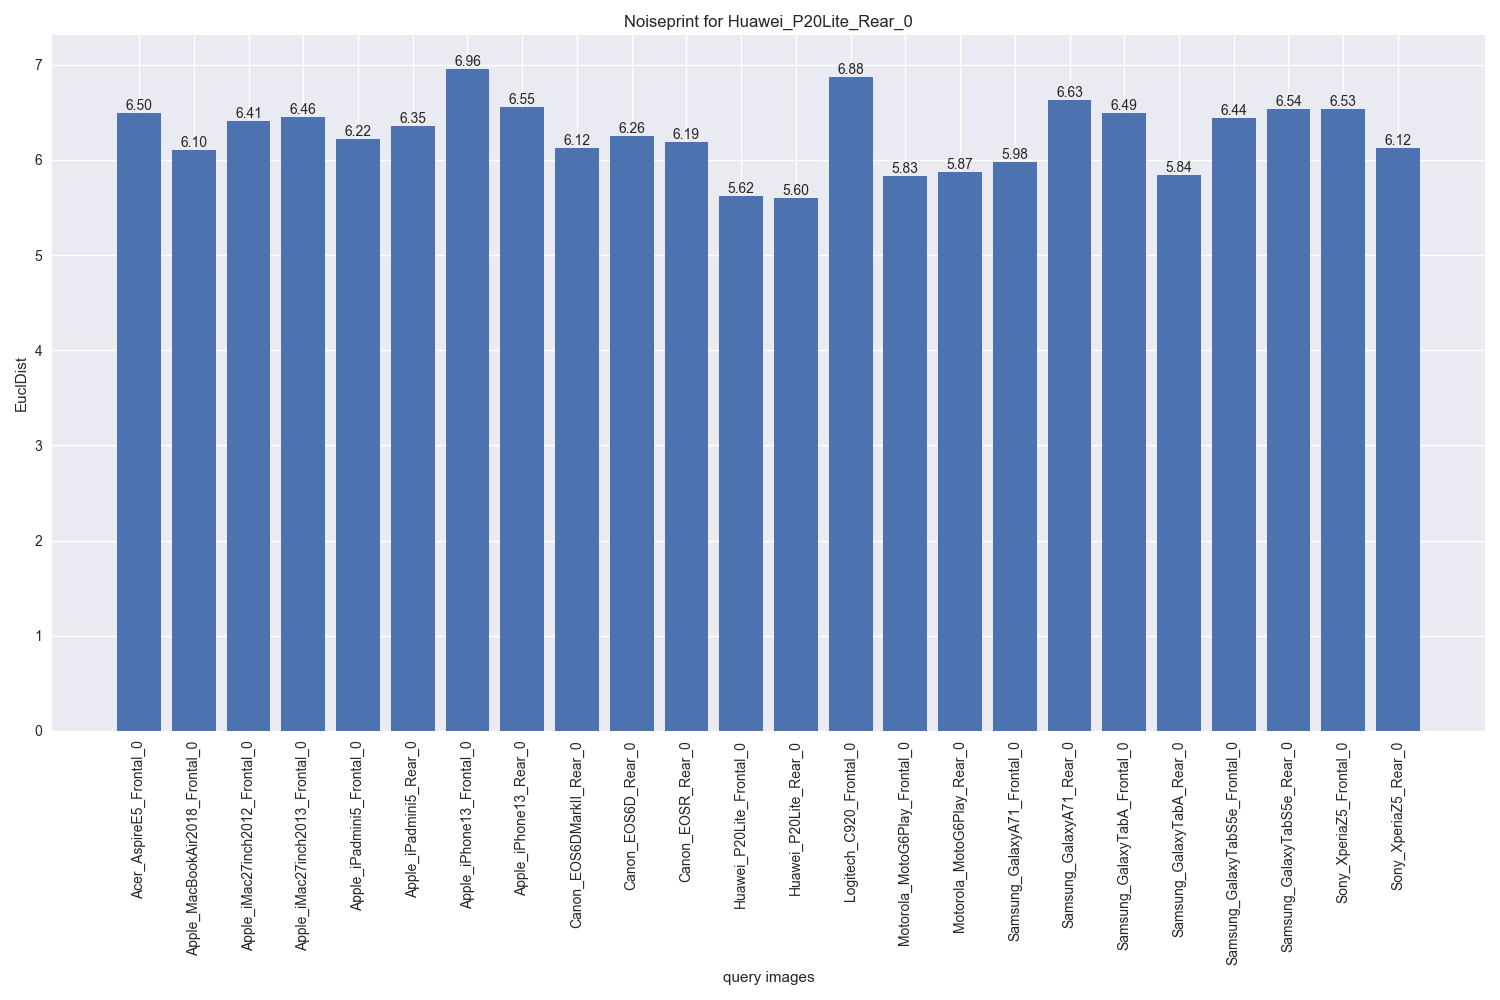 Noiseprint for Huawei_P20Lite_Rear_0
EuclDist
7
6
5
4
3
2
1
0
6.50
6.10
6.41
6.46
6.22
6.35
6.96
6.55
6.12
6.26
6.19
5.62
5.60
6.88
5.83
5.87
5.98
6.63
6.49
5.84
6.44
6.54
6.53
6.12
Acer_AspireE5_Frontal_0
Apple_MacBookAir2018_Frontal_0
Apple_iMac27inch2012_Frontal_0
Apple_iMac27inch2013_Frontal_0
Apple_iPadmini5_Frontal_0
Apple_iPadmini5_Rear_0
Apple_iPhone13_Frontal_0
Apple_iPhone13_Rear_0
Canon_EOS6DMarkII_Rear_0
Canon_EOS6D_Rear_0
Canon_EOSR_Rear_0
Huawei_P20Lite_Frontal_0
Huawei_P20Lite_Rear_0
Logitech_C920_Frontal_0
Motorola_MotoG6Play_Frontal_0
Motorola_MotoG6Play_Rear_0
Samsung_GalaxyA71_Frontal_0
Samsung_GalaxyA71_Rear_0
Samsung_GalaxyTabA_Frontal_0
Samsung_GalaxyTabA_Rear_0
Samsung_GalaxyTabS5e_Frontal_0
Samsung_GalaxyTabS5e_Rear_0
Sony_XperiaZ5_Frontal_0
Sony_XperiaZ5_Rear_0
query images